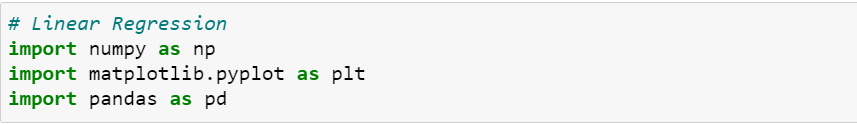 # Linear Regression
import numpy as np
import matplotlib.pyplot as plt
import pandas as pd